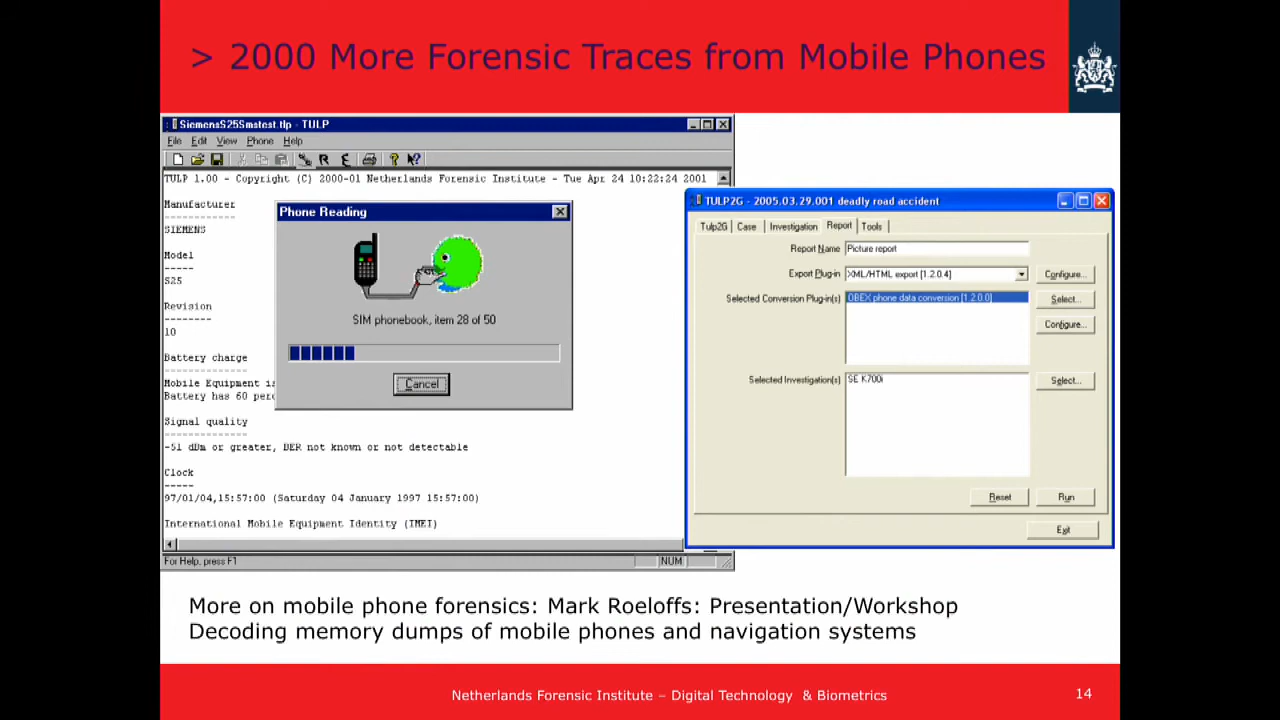 > 2000 More Forensic Traces from Mobile Phones
SiemensS25Smstest.tlp - TULP
File Edit View Phone Help
TULP 1.00 - Copyright (C) 2000-01 Netherlands Forensic Institute - Tue Apr 24 10:22:24 2001
Manufacturer
------------
SIEMENS
Model
-----
S25
Revision
--------
10
Battery charge
--------------
Mobile Equipment is
Battery has 60 perc
Signal quality
--------------
-51 dBm or greater, BER not known or not detectable
Clock
-----
97/01/04,15:57:00 (Saturday 04 January 1997 15:57:00)
International Mobile Equipment Identity (IMEI)
For Help, press F1
NUM
Phone Reading
SIM phonebook, item 28 of 50
Cancel
TULP2G - 2005.03.29.001 deadly road accident
Tulp2G Case Investigation Report Tools
Report Name Picture report
Export Plug-in XML/HTML export [1.2.0.4] Configure...
Selected Conversion Plug-in(s) OBEX phone data conversion [1.2.0.0] Select...
Configure...
Selected Investigation(s) SE K700i Select...
Reset Run
Exit
More on mobile phone forensics: Mark Roeloffs: Presentation/Workshop
Decoding memory dumps of mobile phones and navigation systems
Netherlands Forensic Institute – Digital Technology & Biometrics
14